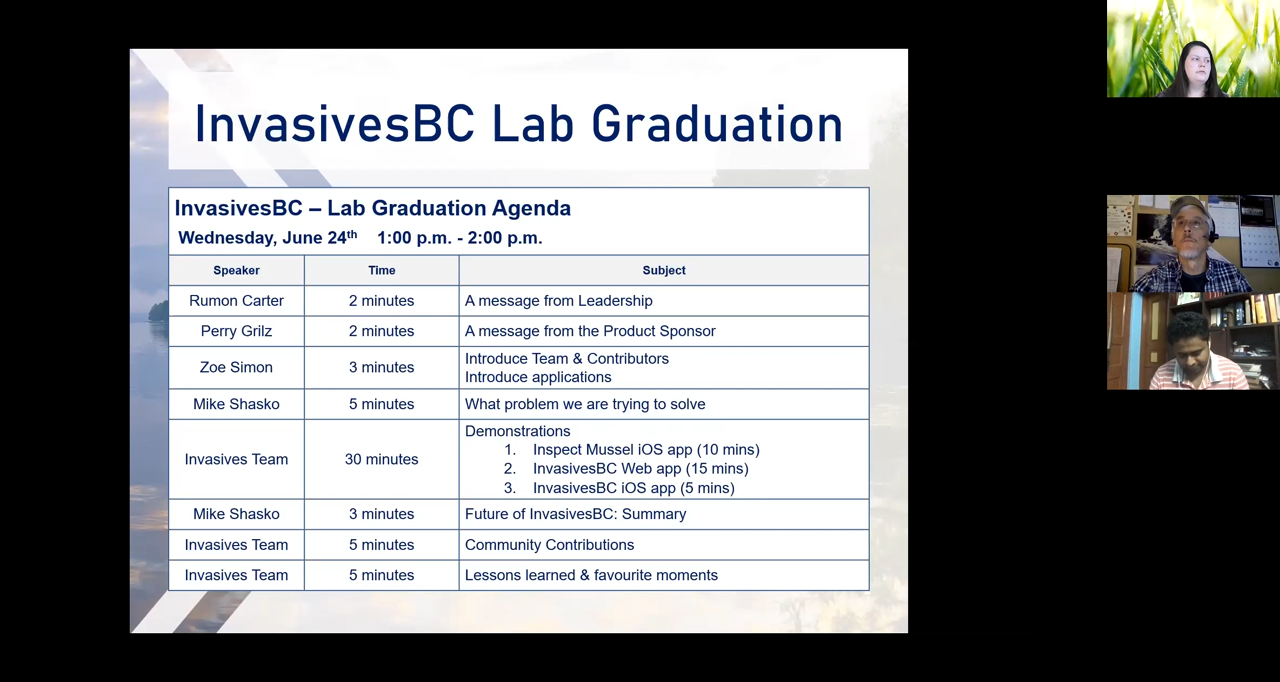 InvasivesBC Lab Graduation
InvasivesBC – Lab Graduation Agenda
Wednesday, June 24th 1:00 p.m. - 2:00 p.m.
Speaker Time Subject
Rumon Carter 2 minutes A message from Leadership
Perry Grilz 2 minutes A message from the Product Sponsor
Zoe Simon 3 minutes Introduce Team & Contributors
Introduce applications
Mike Shasko 5 minutes What problem we are trying to solve
Invasives Team 30 minutes Demonstrations
1. Inspect Mussel iOS app (10 mins)
2. InvasivesBC Web app (15 mins)
3. InvasivesBC iOS app (5 mins)
Mike Shasko 3 minutes Future of InvasivesBC: Summary
Invasives Team 5 minutes Community Contributions
Invasives Team 5 minutes Lessons learned & favourite moments